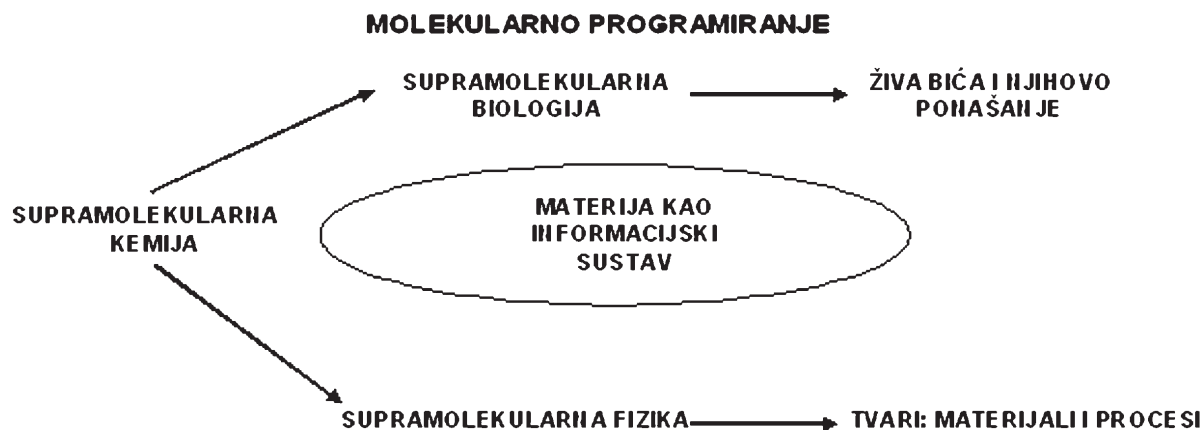 MOLEKULARNO PROGRAMIRANJE
SUPRAMOLEKULARNA
BIOLOGIJA
ŽIVA BIĆA I NJIHOVO
PONAŠANJE
SUPRAMOLEKULARNA
KEMIJA
MATERIJA KAO
INFORMACIJSKI
SUSTAV
SUPRAMOLEKULARNA FIZIKA
TVARI: MATERIJALI I PROCESI